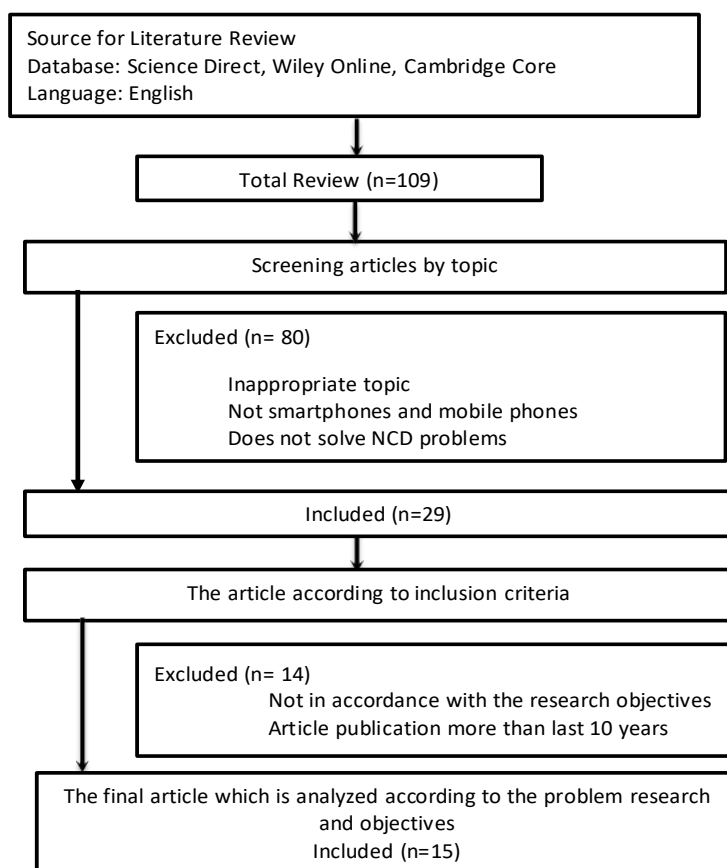 Source for Literature Review
Database: Science Direct, Wiley Online, Cambridge Core
Language: English
Total Review (n=109)
Screening articles by topic
Excluded (n= 80)
Inappropriate topic
Not smartphones and mobile phones
Does not solve NCD problems
Included (n=29)
The article according to inclusion criteria
Excluded (n= 14)
Not in accordance with the research objectives
Article publication more than last 10 years
The final article which is analyzed according to the problem research
and objectives
Included (n=15)